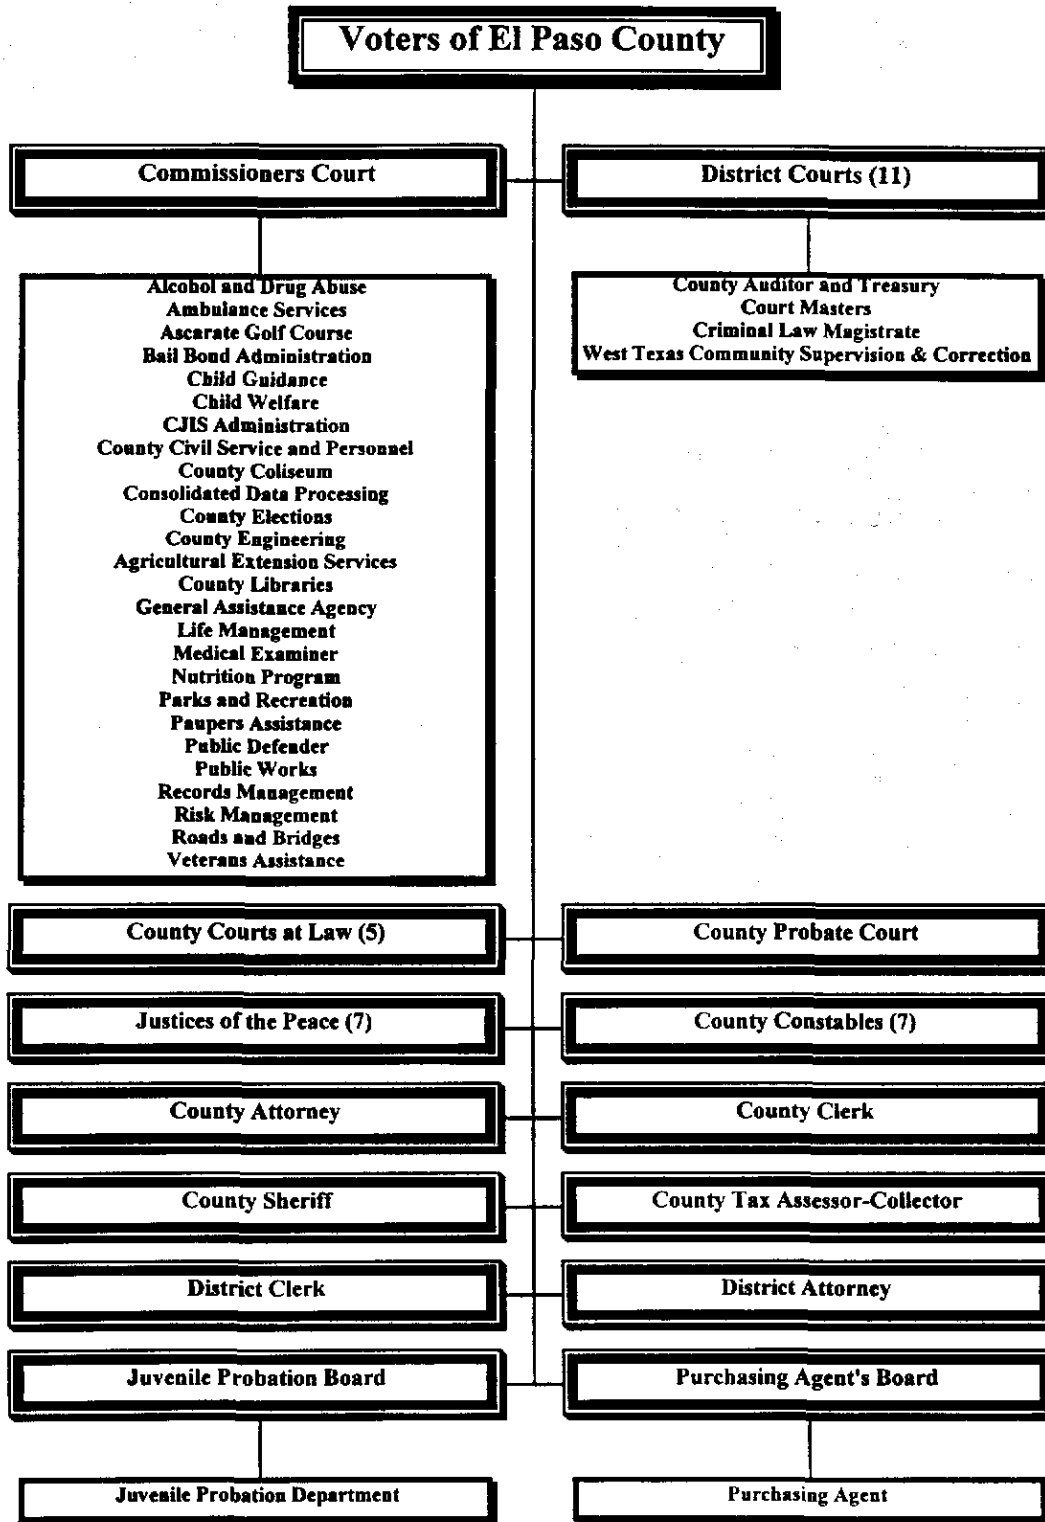 Voters of El Paso County
Commissioners Court
District Courts (11)
Alcohol and Drug Abuse
Ambulance Services
Ascarate Golf Course
Bail Bond Administration
Child Guidance
Child Welfare
CJIS Administration
County Civil Service and Personnel
County Coliseum
Consolidated Data Processing
County Elections
County Engineering
Agricultural Extension Services
County Libraries
General Assistance Agency
Life Management
Medical Examiner
Nutrition Program
Parks and Recreation
Paupers Assistance
Public Defender
Public Works
Records Management
Risk Management
Roads and Bridges
Veterans Assistance
County Auditor and Treasury
Court Masters
Criminal Law Magistrate
West Texas Community Supervision & Correction
County Courts at Law (5)
County Probate Court
Justices of the Peace (7)
County Constables (7)
County Attorney
County Clerk
County Sheriff
County Tax Assessor-Collector
District Clerk
District Attorney
Juvenile Probation Board
Purchasing Agent's Board
Juvenile Probation Department
Purchasing Agent